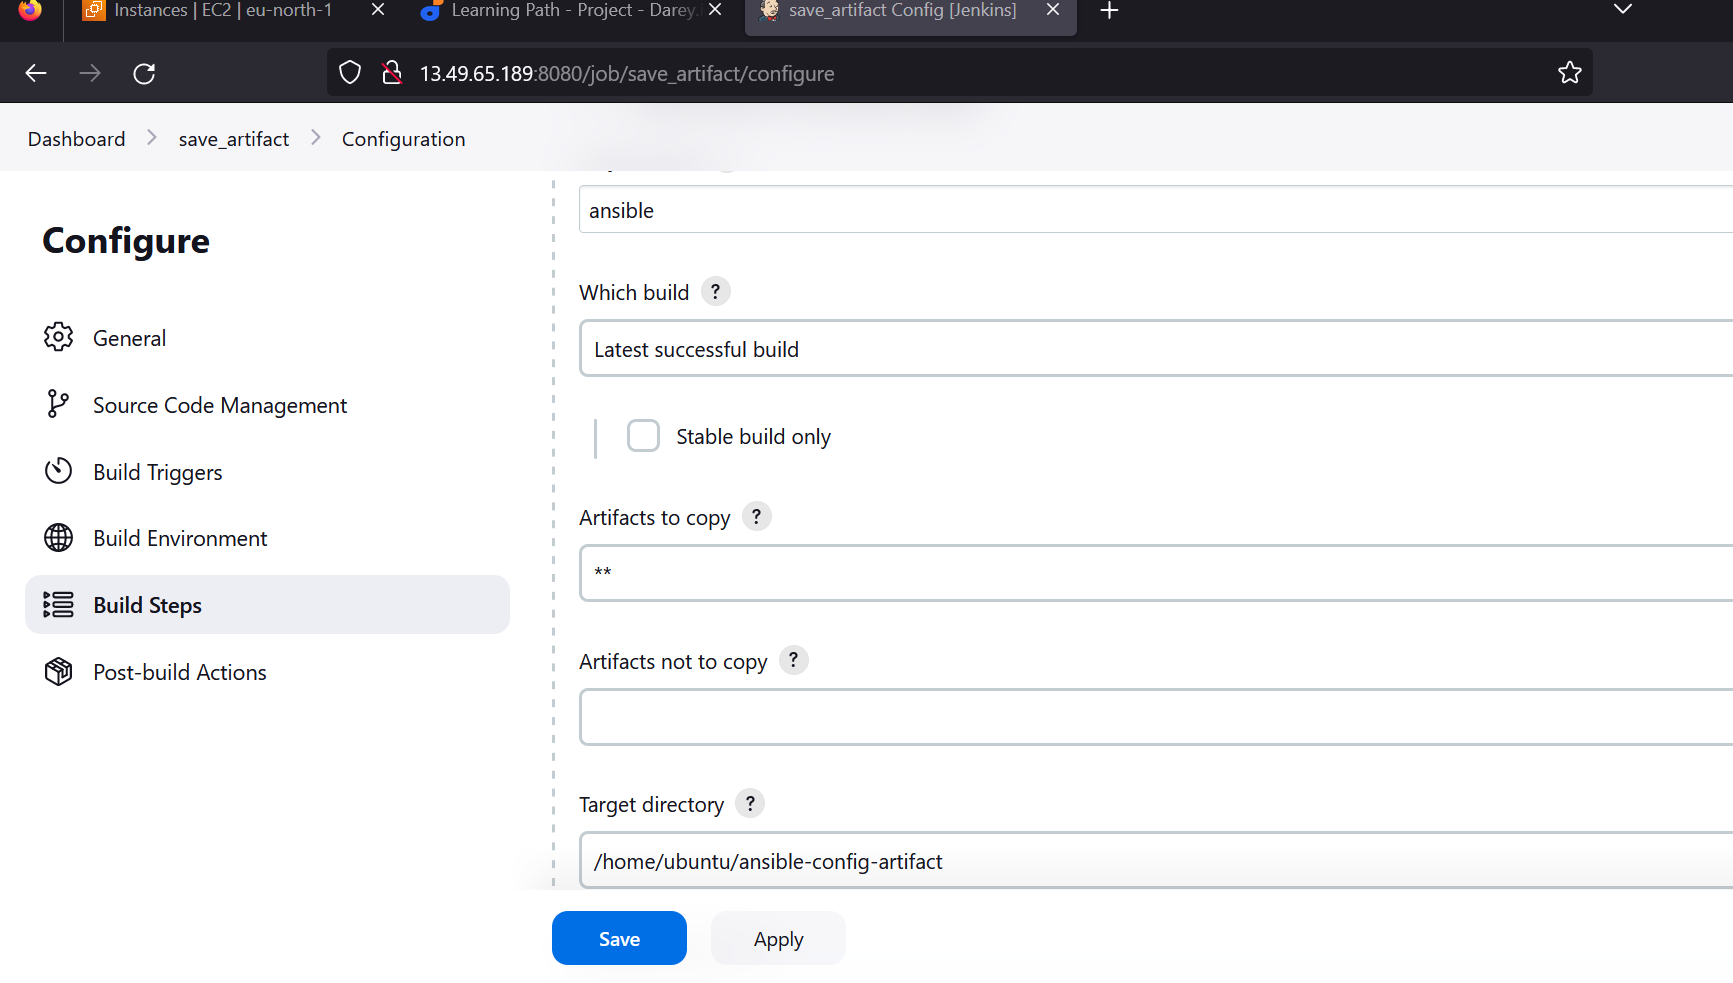 Instances | EC2 | eu-north-1
Learning Path - Project - Darey.
save_artifact Config [Jenkins]
13.49.65.189:8080/job/save_artifact/configure
Dashboard > save_artifact > Configuration
Configure
General
Source Code Management
Build Triggers
Build Environment
Build Steps
Post-build Actions
ansible
Which build ?
Latest successful build
Stable build only
Artifacts to copy ?
**
Artifacts not to copy ?
Target directory ?
/home/ubuntu/ansible-config-artifact
Save
Apply